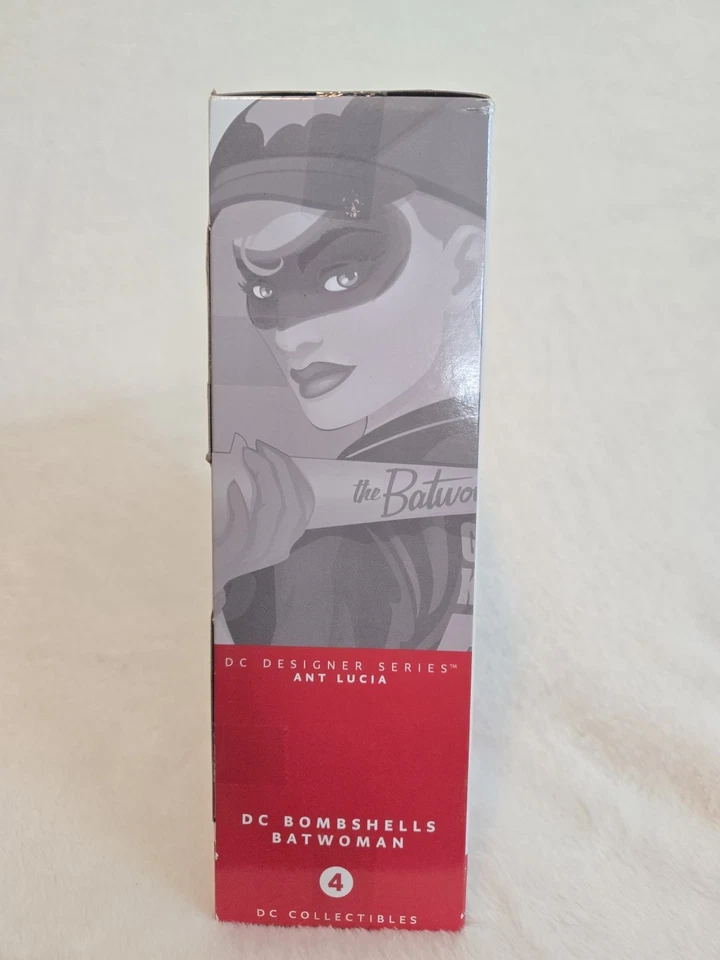 the Batwo
DC DESIGNER SERIES™
ANT LUCIA
DC BOMBSHELLS
BATWOMAN
4
DC COLLECTIBLES